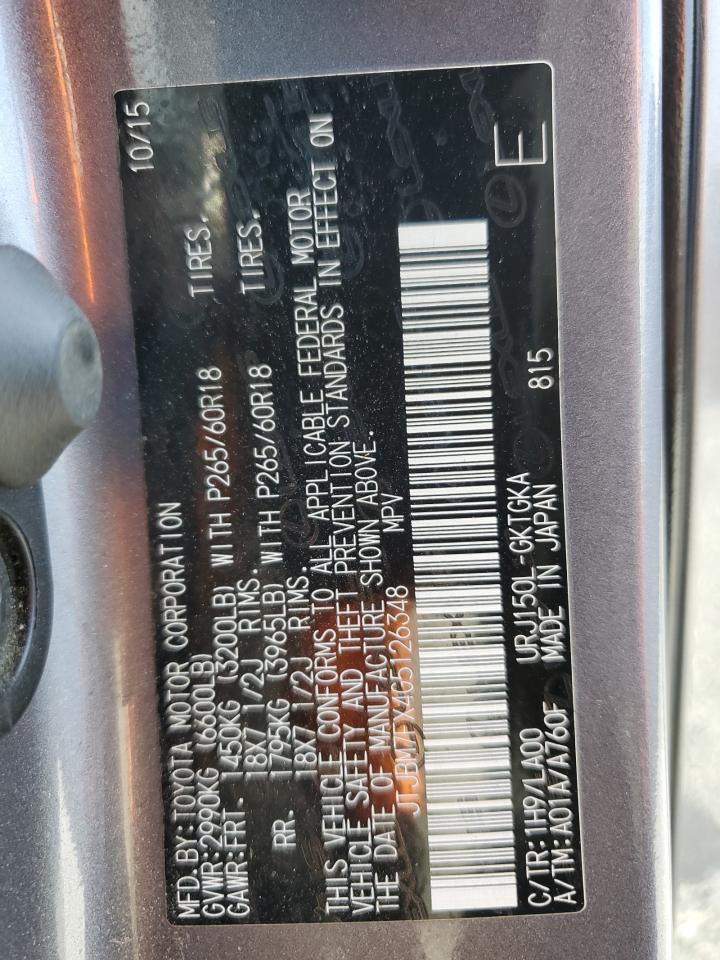 MFD. BY: TOYOTA MOTOR CORPORATION 10/15
GVWR: 2990KG (6600LB)
GAWR: FRT. 1450KG (3200LB) WITH P265/60R18 TIRES.
18X7 1/2J RIMS.
RR. 1795KG (3965LB) WITH P265/60R18 TIRES.
18X7 1/2J RIMS.
THIS VEHICLE CONFORMS TO ALL APPLICABLE FEDERAL MOTOR
VEHICLE SAFETY AND THEFT PREVENTION STANDARDS IN EFFECT ON
THE DATE OF MANUFACTURE SHOWN ABOVE.
JTJBM7FX4G5126348 MPV
E
C/TR: 1H9/LA00 URJ150L-GKTGKA 815
A/TM: A01A/A760F MADE IN JAPAN